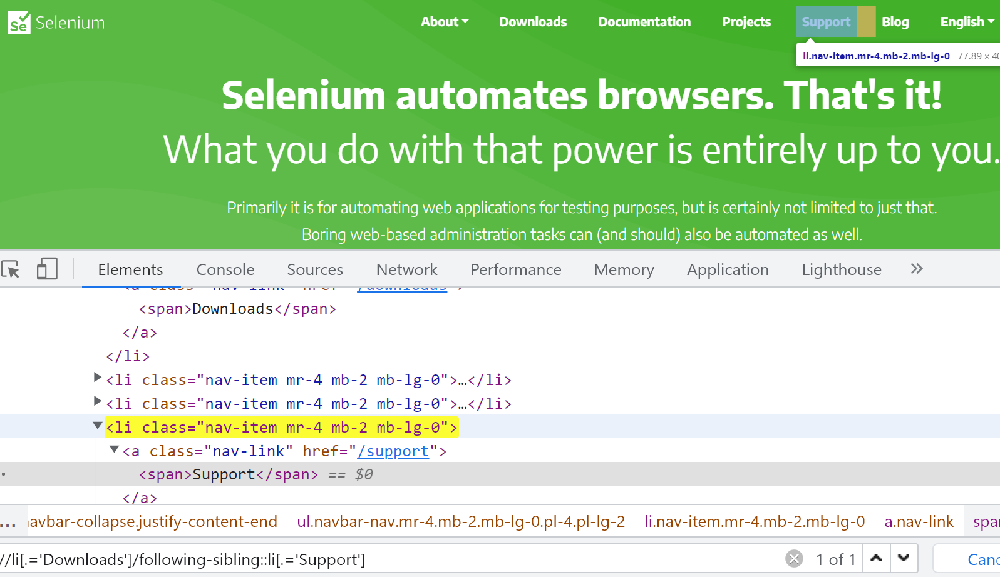 Se Selenium
About Downloads Documentation Projects Support Blog English
li.nav-item.mr-4.mb-2.mb-lg-0 77.89 × 40
Selenium automates browsers. That's it!
What you do with that power is entirely up to you.
Primarily it is for automating web applications for testing purposes, but is certainly not limited to just that.
Boring web-based administration tasks can (and should) also be automated as well.
Elements Console Sources Network Performance Memory Application Lighthouse »
<a class="nav-link" href="/downloads">
<span>Downloads</span>
</a>
</li>
<li class="nav-item mr-4 mb-2 mb-lg-0">…</li>
<li class="nav-item mr-4 mb-2 mb-lg-0">…</li>
<li class="nav-item mr-4 mb-2 mb-lg-0">
<a class="nav-link" href="/support">
<span>Support</span> == $0
</a>
... avbar-collapse.justify-content-end ul.navbar-nav.mr-4.mb-2.mb-lg-0.pl-4.pl-lg-2 li.nav-item.mr-4.mb-2.mb-lg-0 a.nav-link span
//li[.='Downloads']/following-sibling::li[.='Support'] 1 of 1 Canc